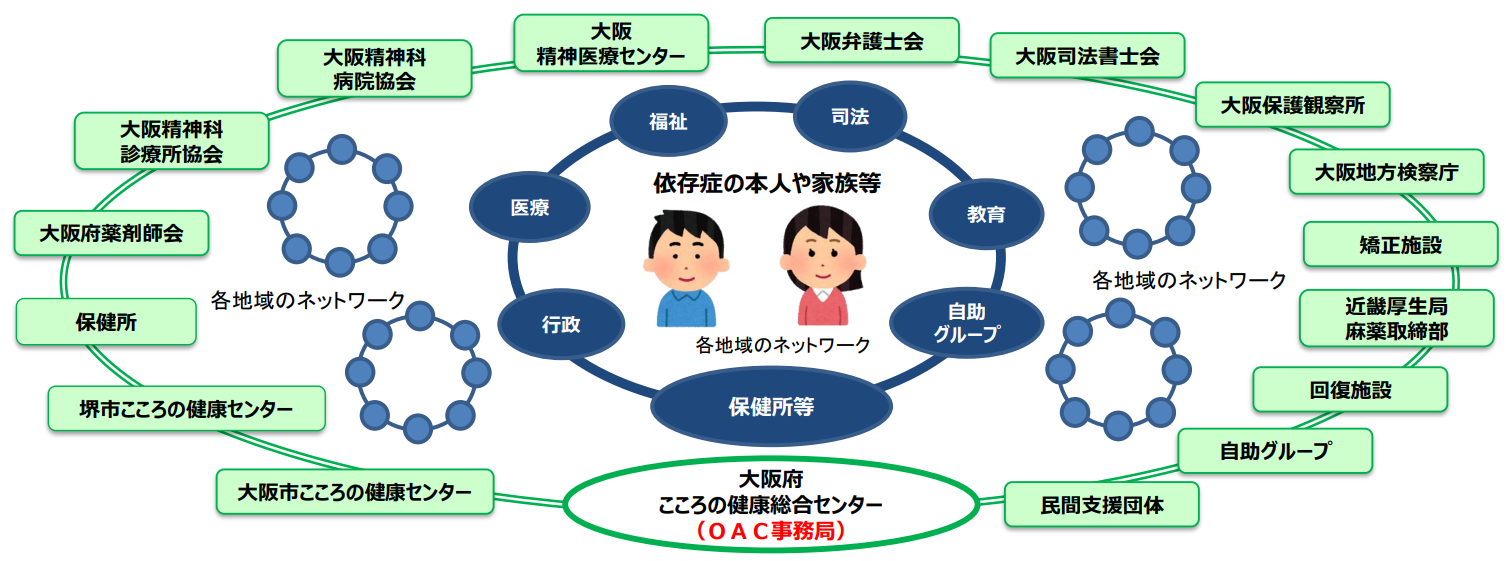 大阪
精神医療センター
大阪弁護士会
大阪精神科
病院協会
大阪司法書士会
大阪保護観察所
大阪精神科
診療所協会
福祉
司法
大阪地方検察庁
依存症の本人や家族等
医療
教育
大阪府薬剤師会
矯正施設
各地域のネットワーク
各地域のネットワーク
保健所
行政
自助
グループ
近畿厚生局
麻薬取締部
各地域のネットワーク
回復施設
堺市こころの健康センター
保健所等
自助グループ
大阪市こころの健康センター
大阪府
こころの健康総合センター
（ＯＡＣ事務局）
民間支援団体